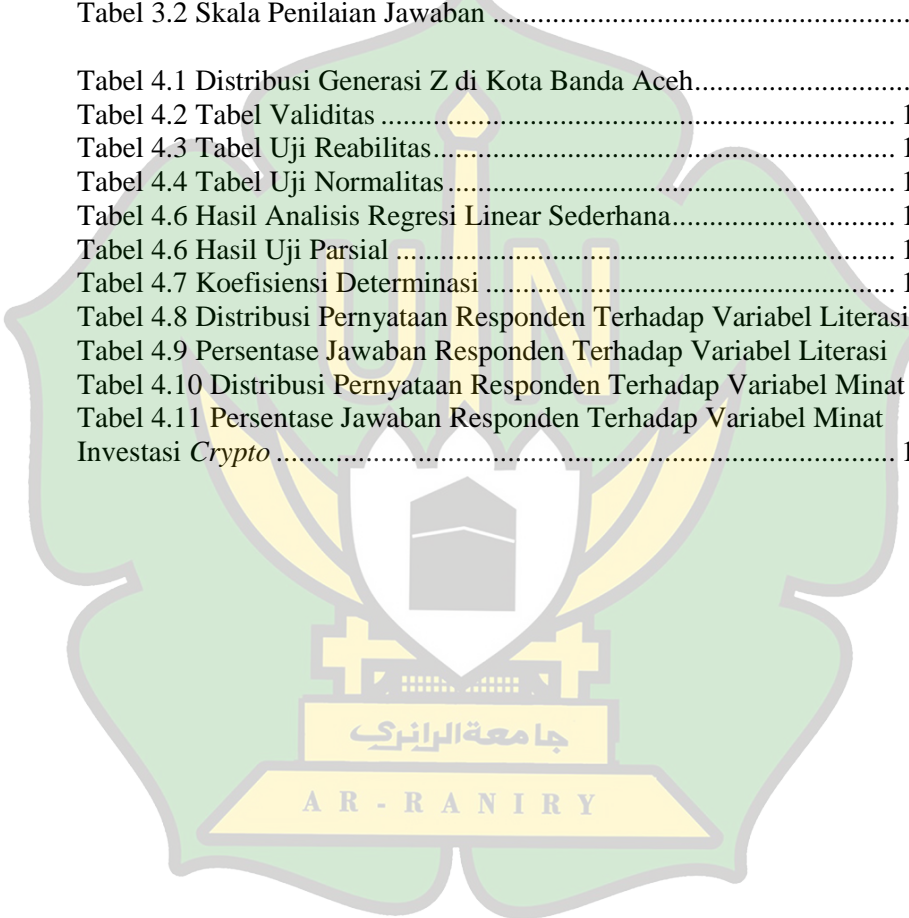 Tabel 3.2 Skala Penilaian Jawaban ..............................................................
Tabel 4.1 Distribusi Generasi Z di Kota Banda Aceh................................
Tabel 4.2 Tabel Validitas ............................................................................ 1
Tabel 4.3 Tabel Uji Reabilitas.................................................................... 1
Tabel 4.4 Tabel Uji Normalitas.................................................................. 1
Tabel 4.6 Hasil Analisis Regresi Linear Sederhana.................................. 1
Tabel 4.6 Hasil Uji Parsial ......................................................................... 1
Tabel 4.7 Koefisiensi Determinasi ............................................................ 1
Tabel 4.8 Distribusi Pernyataan Responden Terhadap Variabel Literasi
Tabel 4.9 Persentase Jawaban Responden Terhadap Variabel Literasi
Tabel 4.10 Distribusi Pernyataan Responden Terhadap Variabel Minat
Tabel 4.11 Persentase Jawaban Responden Terhadap Variabel Minat
Investasi Crypto ........................................................................................... 1
UIN
جامعةالرانري
AR-RANIRY